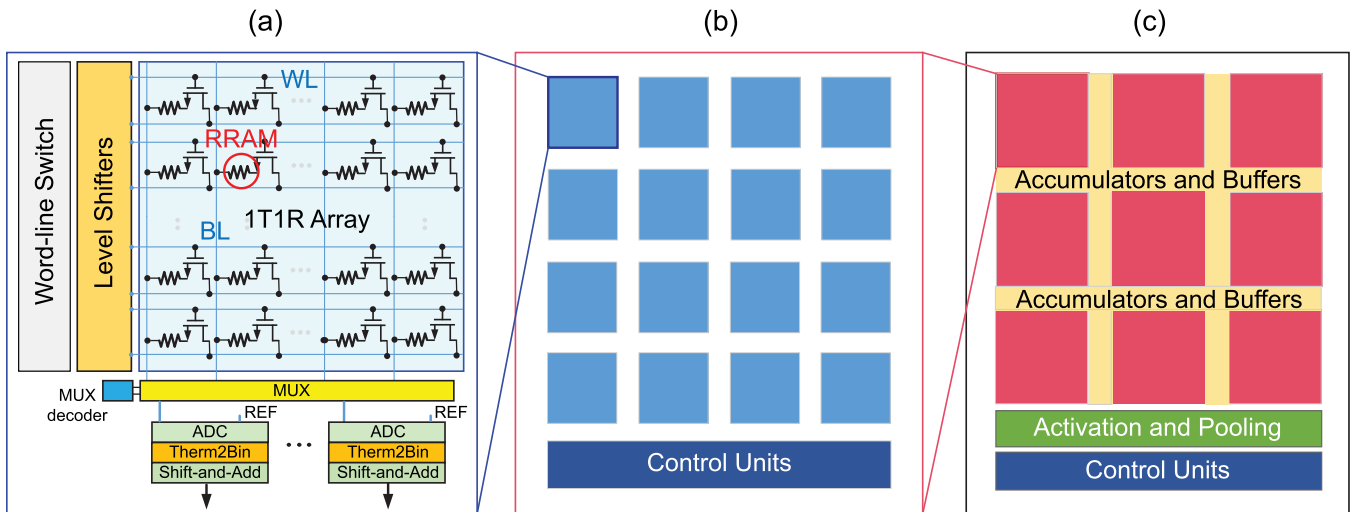 (a)
(b)
(c)
Word-line Switch
Level Shifters
WL
RRAM
1T1R Array
BL
MUX
MUX
decoder
REF
REF
ADC
Therm2Bin
Shift-and-Add
ADC
Therm2Bin
Shift-and-Add
Control Units
Accumulators and Buffers
Accumulators and Buffers
Activation and Pooling
Control Units